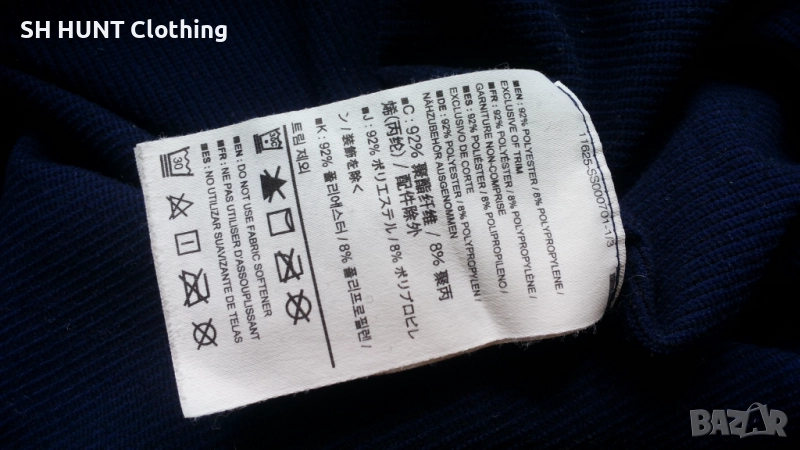 SH HUNT Clothing
11625-S3000701-1/3
■EN: 92% POLYESTER / 8% POLYPROPYLENE /
EXCLUSIVE OF TRIM
■FR: 92% POLYESTER / 8% POLYPROPYLÈNE /
GARNITURE NON-COMPRISE
■ES: 92% POLIÉSTER / 8% POLIPROPILENO /
EXCLUSIVO DE CORTE
■DE: 92% POLYESTER / 8% POLYPROPYLEN /
NÄHZUBEHÖR AUSGENOMMEN
■C: 92% 聚酯纤维 / 8% 聚丙
烯(丙纶) / 配件除外
■J: 92% ポリエステル / 8% ポリプロピレ
ン / 装飾を除く
■K: 92% 폴리에스터 / 8% 폴리프로필렌 /
트림 제외
■EN: DO NOT USE FABRIC SOFTENER
■FR: NE PAS UTILISER D'ASSOUPLISSANT
■ES: NO UTILIZAR SUAVIZANTE DE TELAS
30
BAZAR